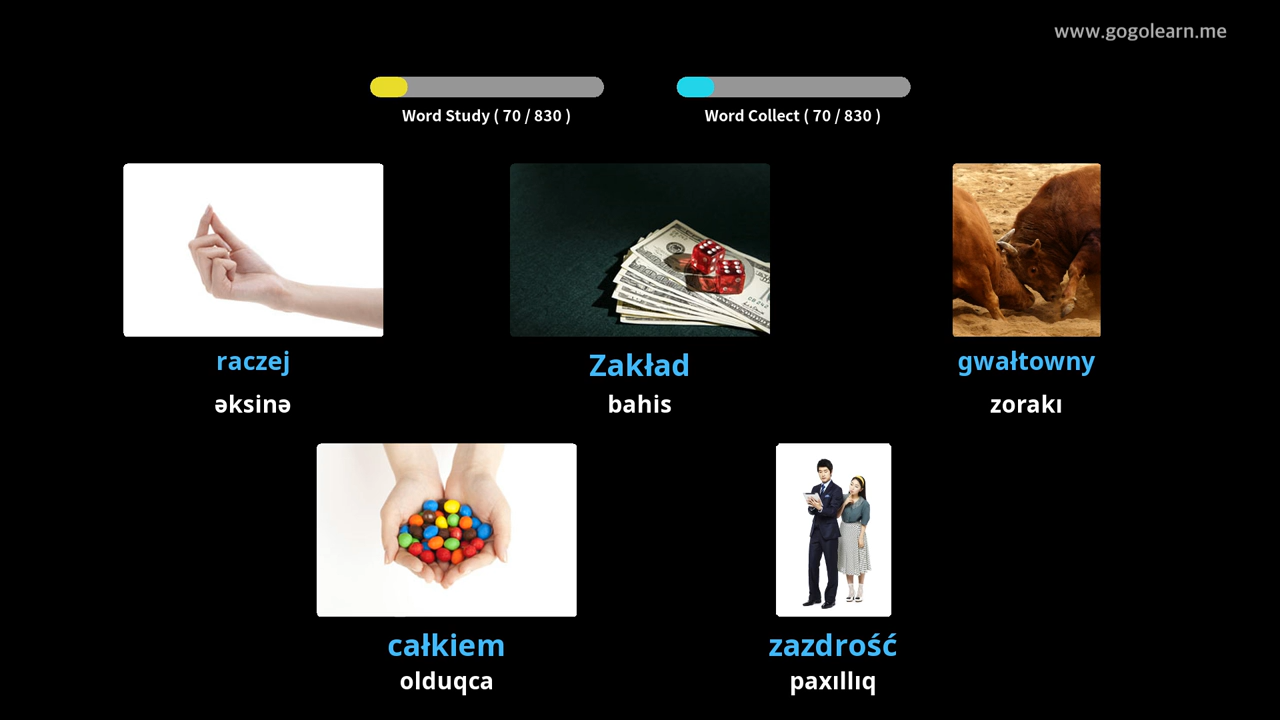 www.gogolearn.me
Word Study ( 70 / 830 )
Word Collect ( 70 / 830 )
raczej
əksinə
Zakład
bahis
gwałtowny
zorakı
całkiem
olduqca
zazdrość
paxıllıq